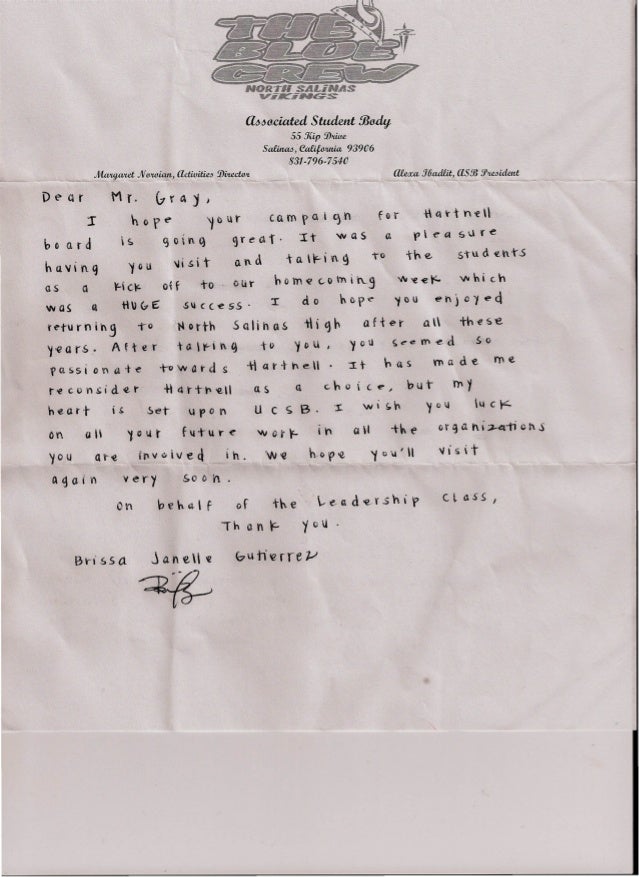 THE
BLUE
CREW
NORTH SALINAS
VIKINGS
Associated Student Body
55 Kip Drive
Salinas, California 93906
831-796-7540
Margaret Noroian, Activities Director
Alexa Ibadlit, ASB President
Dear Mr. Gray,
I hope your campaign for Hartnell
board is going great. It was a pleasure
having you visit and talking to the students
as a kick off to our homecoming week which
was a HUGE success. I do hope you enjoyed
returning to North Salinas High after all these
years. After talking to you, you seemed so
passionate towards Hartnell. It has made me
reconsider Hartnell as a choice, but my
heart is set upon UCSB. I wish you luck
on all your future work in all the organizations
you are involved in. We hope you'll visit
again very soon.
On behalf of the Leadership class,
Thank you.
Brissa Janelle Gutierrez